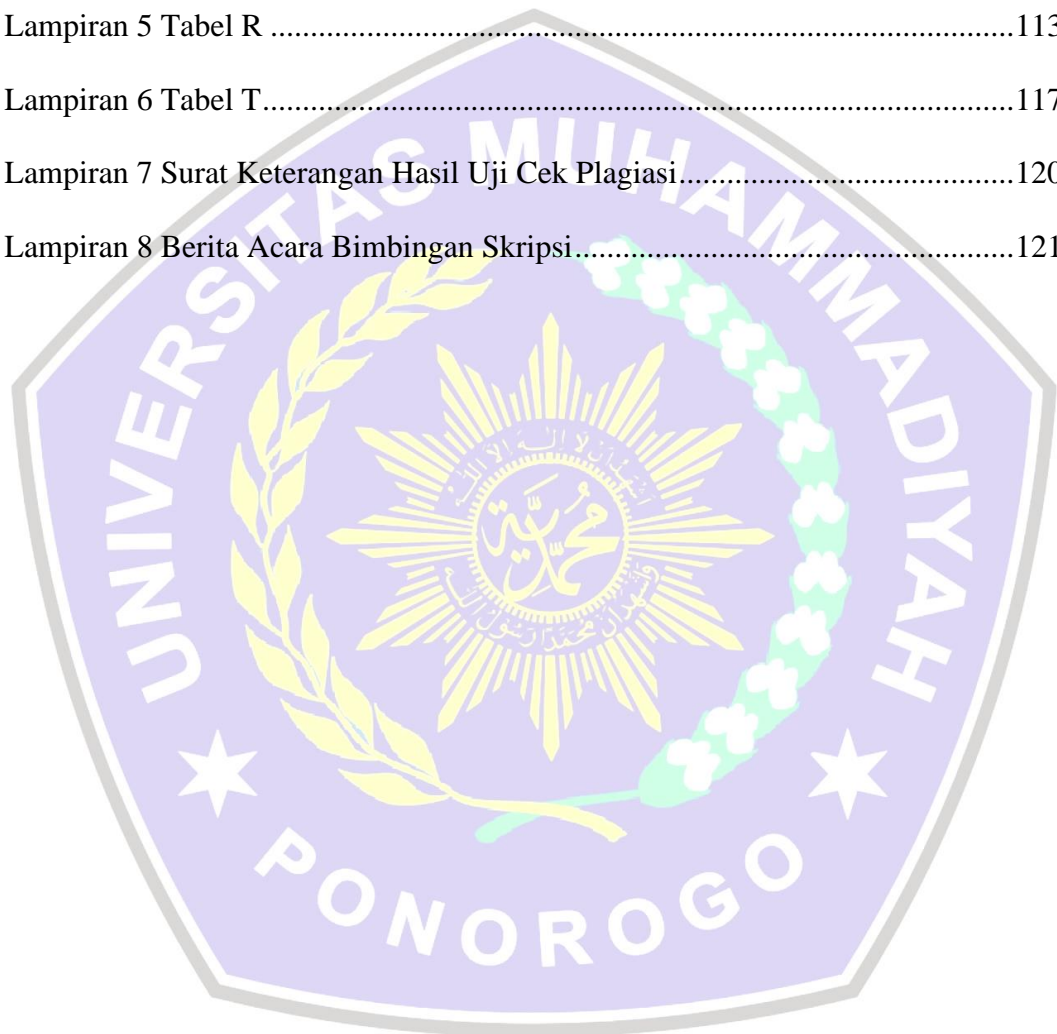 Lampiran 5 Tabel R ................................................................................113
Lampiran 6 Tabel T................................................................................117
Lampiran 7 Surat Keterangan Hasil Uji Cek Plagiasi....................................120
Lampiran 8 Berita Acara Bimbingan Skripsi...............................................121
UNIVERSITAS MUHAMMADIYAH
PONOROGO
محمدية